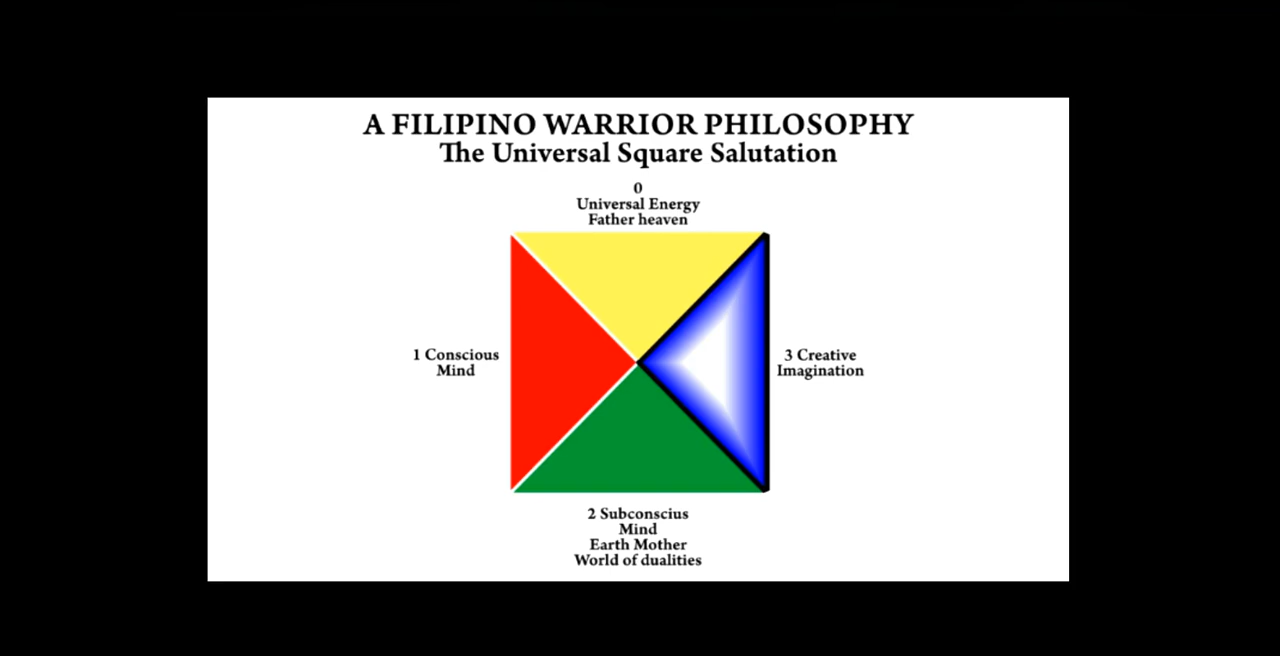 A FILIPINO WARRIOR PHILOSOPHY
The Universal Square Salutation
0
Universal Energy
Father heaven
1 Conscious
Mind
3 Creative
Imagination
2 Subconscius
Mind
Earth Mother
World of dualities